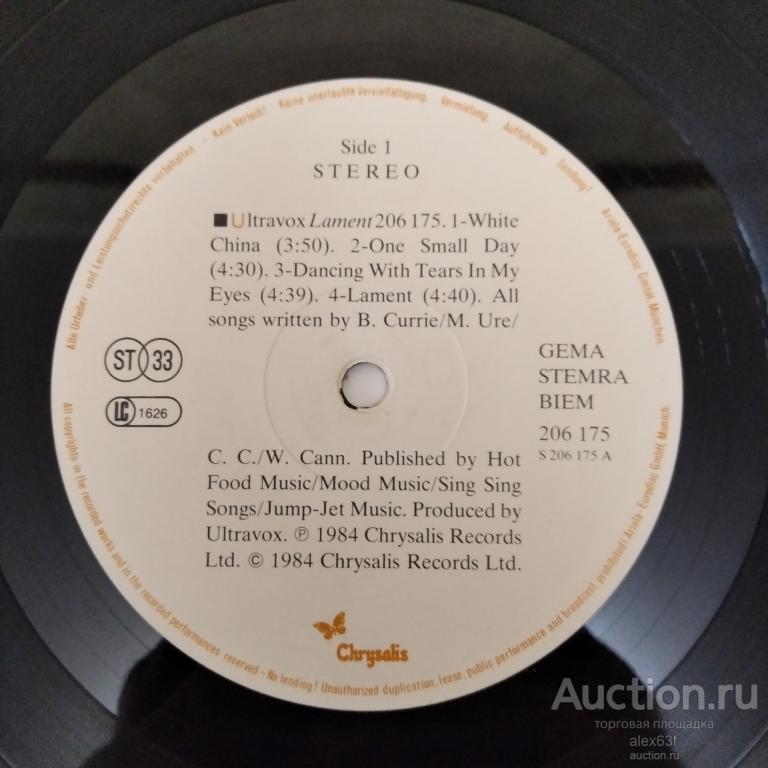 Side 1
STEREO
■Ultravox Lament 206 175. 1-White
China (3:50). 2-One Small Day
(4:30). 3-Dancing With Tears In My
Eyes (4:39). 4-Lament (4:40). All
songs written by B. Currie/M. Ure/
ST 33
LC 1626
GEMA
STEMRA
BIEM
206 175
S 206 175 A
C. C./W. Cann. Published by Hot
Food Music/Mood Music/Sing Sing
Songs/Jump-Jet Music. Produced by
Ultravox. ℗ 1984 Chrysalis Records
Ltd. © 1984 Chrysalis Records Ltd.
Chrysalis
Alle Urheber- und Leistungsschutzrechte vorbehalten - Kein Verleih! Keine unerlaubte Vervielfältigung, Vermietung, Aufführung, Sendung! Ariola-Eurodisc GmbH, München.
All copyrights in the recorded works and in the recorded performances reserved - No lending! Unauthorized duplication, lease, public performance and broadcast prohibited! Ariola-Eurodisc GmbH, Munich.
Auction.ru
торговая площадка
alex63f
auction.ru